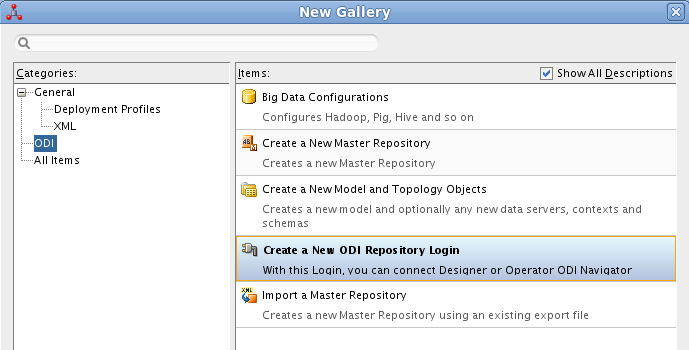 New Gallery
Categories:
General
Deployment Profiles
XML
ODI
All Items
Items:
Show All Descriptions
Big Data Configurations
Configures Hadoop, Pig, Hive and so on
Create a New Master Repository
Creates a new Master Repository
Create a New Model and Topology Objects
Creates a new model and optionally any new data servers, contexts and
schemas
Create a New ODI Repository Login
With this Login, you can connect Designer or Operator ODI Navigator
XML
Import a Master Repository
Creates a new Master Repository using an existing export file